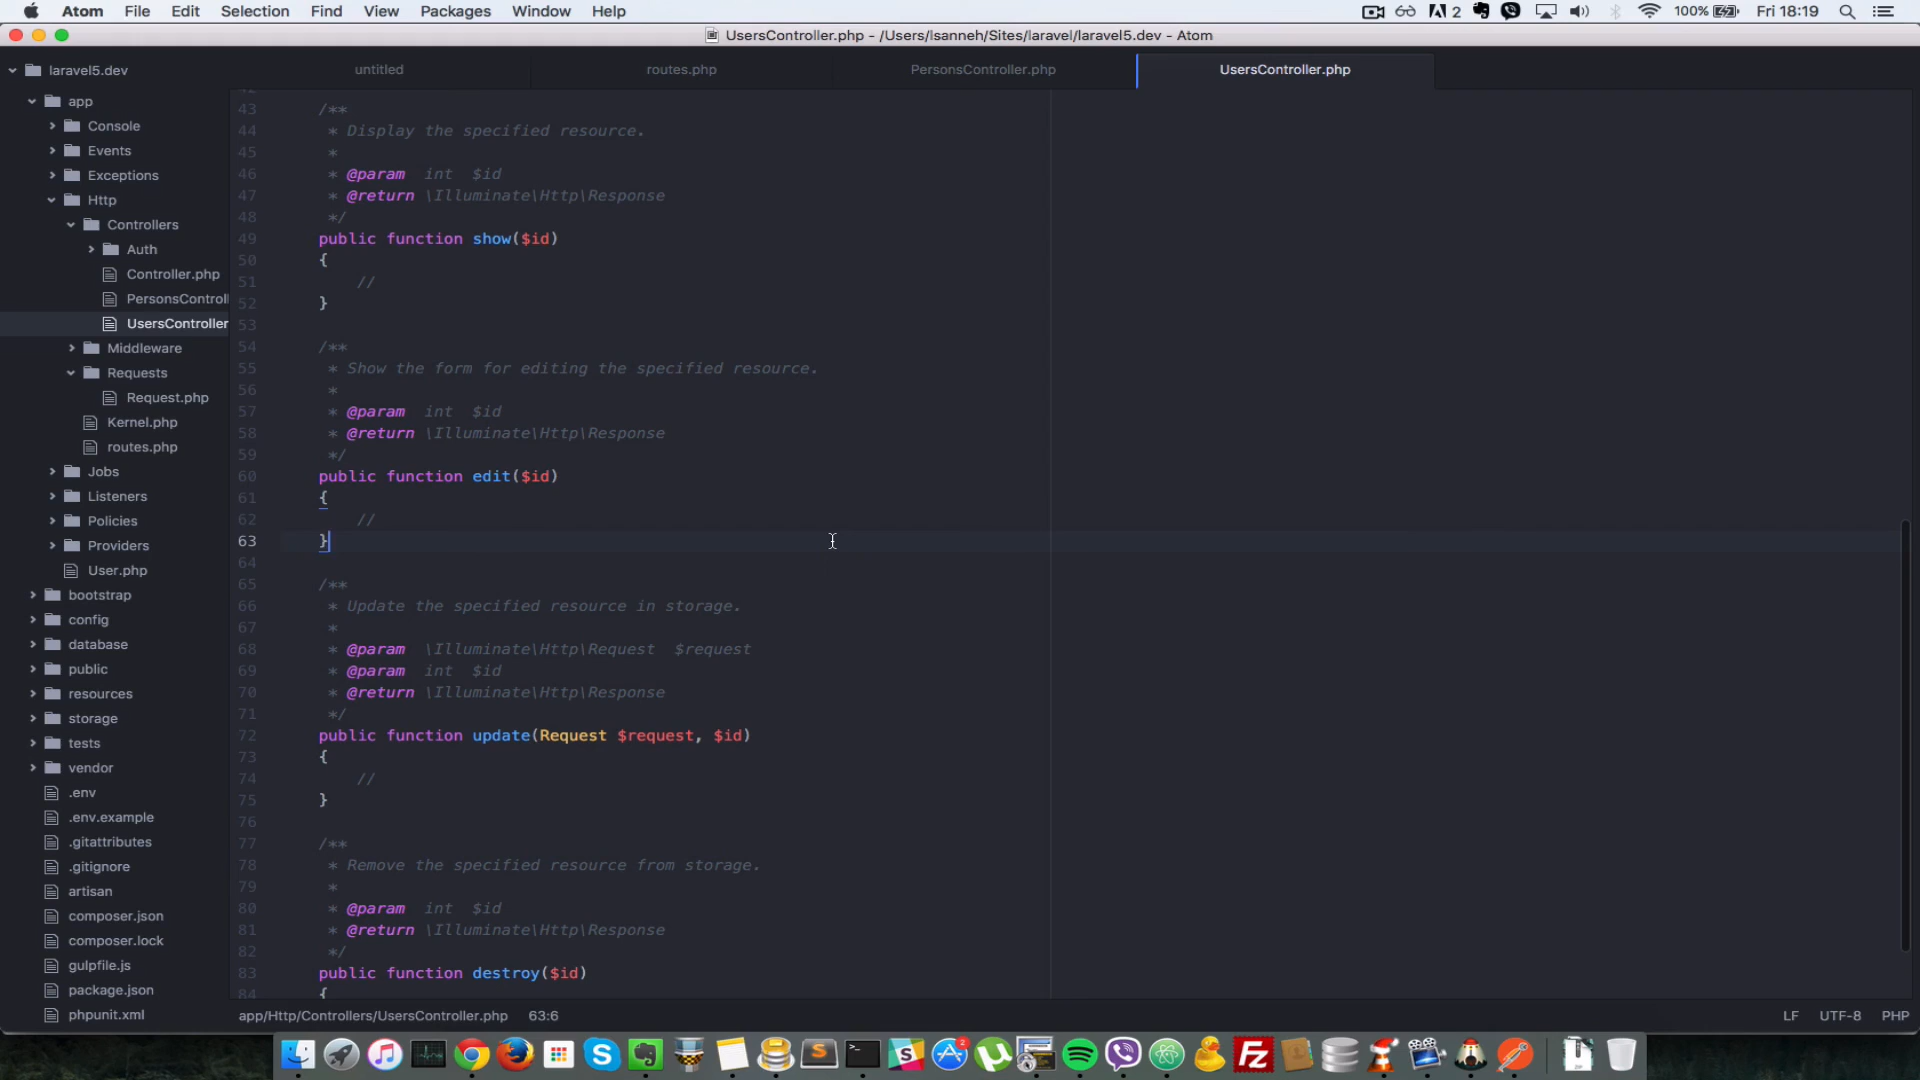 Atom File Edit Selection Find View Packages Window Help
2 100% Fri 18:19
UsersController.php - /Users/lsanneh/Sites/laravel/laravel5.dev - Atom
laravel5.dev
untitled routes.php PersonsController.php UsersController.php
app
Console
Events
Exceptions
Http
Controllers
Auth
Controller.php
PersonsControl
UsersController
Middleware
Requests
Request.php
Kernel.php
routes.php
Jobs
Listeners
Policies
Providers
User.php
bootstrap
config
database
public
resources
storage
tests
vendor
.env
.env.example
.gitattributes
.gitignore
artisan
composer.json
composer.lock
gulpfile.js
package.json
phpunit.xml
43 /**
44 * Display the specified resource.
45 *
46 * @param int $id
47 * @return \Illuminate\Http\Response
48 */
49 public function show($id)
50 {
51 //
52 }
53
54 /**
55 * Show the form for editing the specified resource.
56 *
57 * @param int $id
58 * @return \Illuminate\Http\Response
59 */
60 public function edit($id)
61 {
62 //
63 }
64
65 /**
66 * Update the specified resource in storage.
67 *
68 * @param \Illuminate\Http\Request $request
69 * @param int $id
70 * @return \Illuminate\Http\Response
71 */
72 public function update(Request $request, $id)
73 {
74 //
75 }
76
77 /**
78 * Remove the specified resource from storage.
79 *
80 * @param int $id
81 * @return \Illuminate\Http\Response
82 */
83 public function destroy($id)
84 {
app/Http/Controllers/UsersController.php 63:6 LF UTF-8 PHP